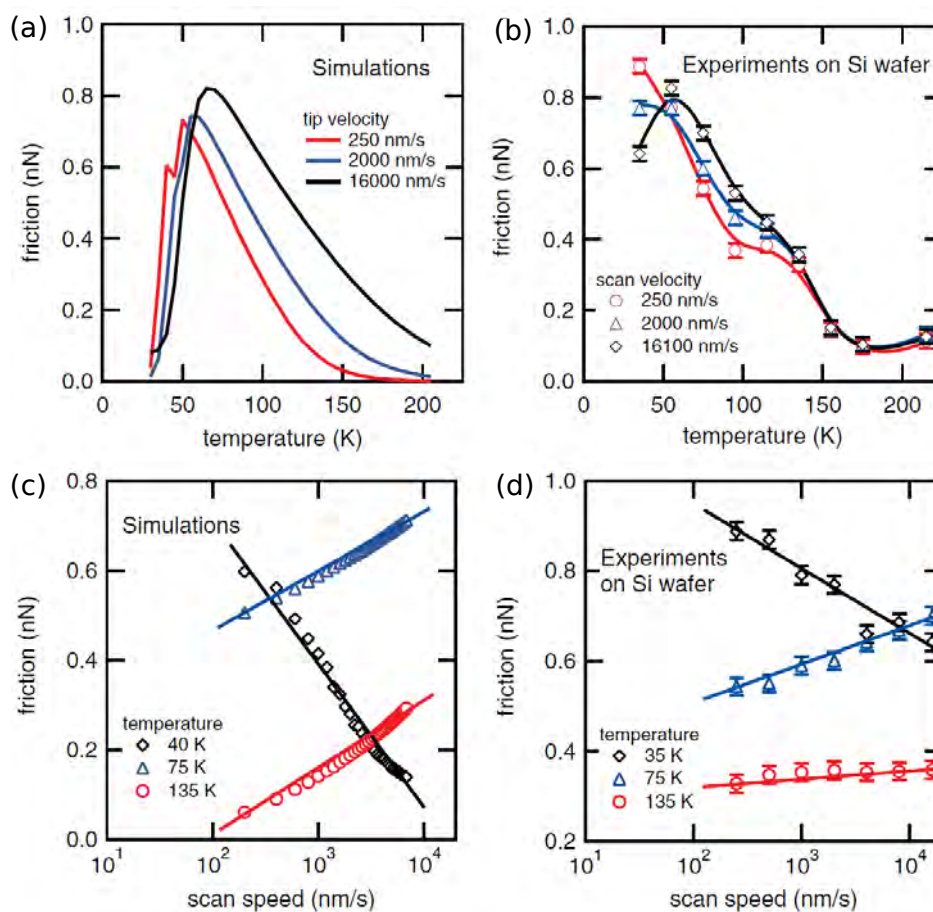 (a)
1.0
0.8
0.6
0.4
0.2
0.0
friction (nN)
Simulations
tip velocity
250 nm/s
2000 nm/s
16000 nm/s
0
50
100
150
200
temperature (K)
(b)
1.0
0.8
0.6
0.4
0.2
0.0
friction (nN)
Experiments on Si wafer
scan velocity
250 nm/s
2000 nm/s
16100 nm/s
0
50
100
150
200
temperature (K)
(c)
0.8
0.6
0.4
0.2
0.0
friction (nN)
Simulations
temperature
40 K
75 K
135 K
10¹
10²
10³
10⁴
scan speed (nm/s)
(d)
1.0
0.8
0.6
0.4
0.2
friction (nN)
Experiments
on Si wafer
temperature
35 K
75 K
135 K
10¹
10²
10³
10⁴
scan speed (nm/s)